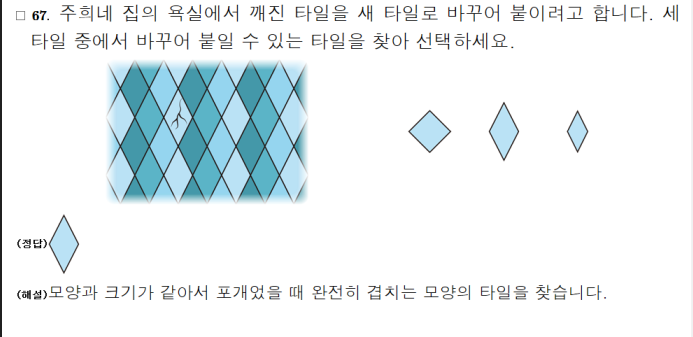 □ 67. 주희네 집의 욕실에서 깨진 타일을 새 타일로 바꾸어 붙이려고 합니다. 세
타일 중에서 바꾸어 붙일 수 있는 타일을 찾아 선택하세요.
(정답)
(해설)모양과 크기가 같아서 포개었을 때 완전히 겹치는 모양의 타일을 찾습니다.